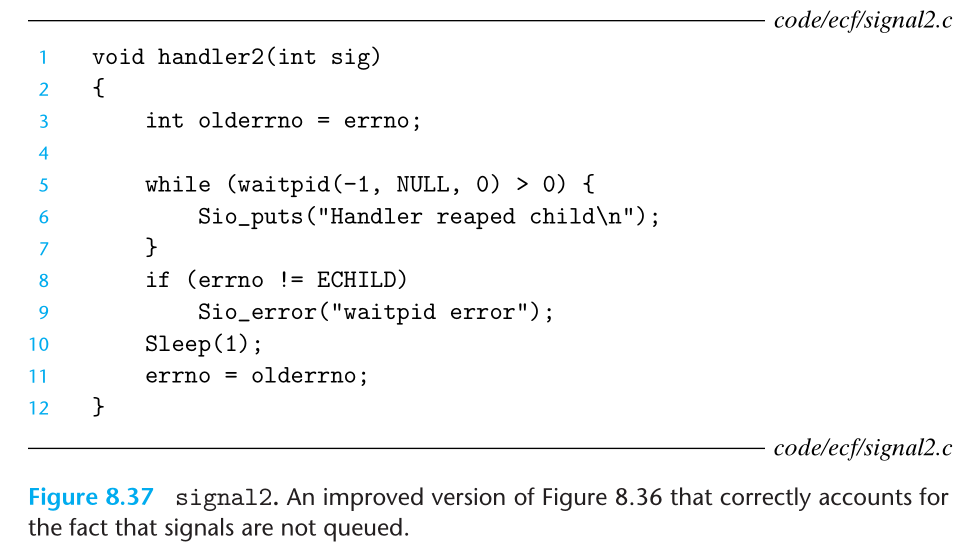 code/ecf/signal2.c
1 void handler2(int sig)
2 {
3     int olderrno = errno;
4
5     while (waitpid(-1, NULL, 0) > 0) {
6         Sio_puts("Handler reaped child\n");
7     }
8     if (errno != ECHILD)
9         Sio_error("waitpid error");
10     Sleep(1);
11     errno = olderrno;
12 }
code/ecf/signal2.c
Figure 8.37 signal2. An improved version of Figure 8.36 that correctly accounts for
the fact that signals are not queued.